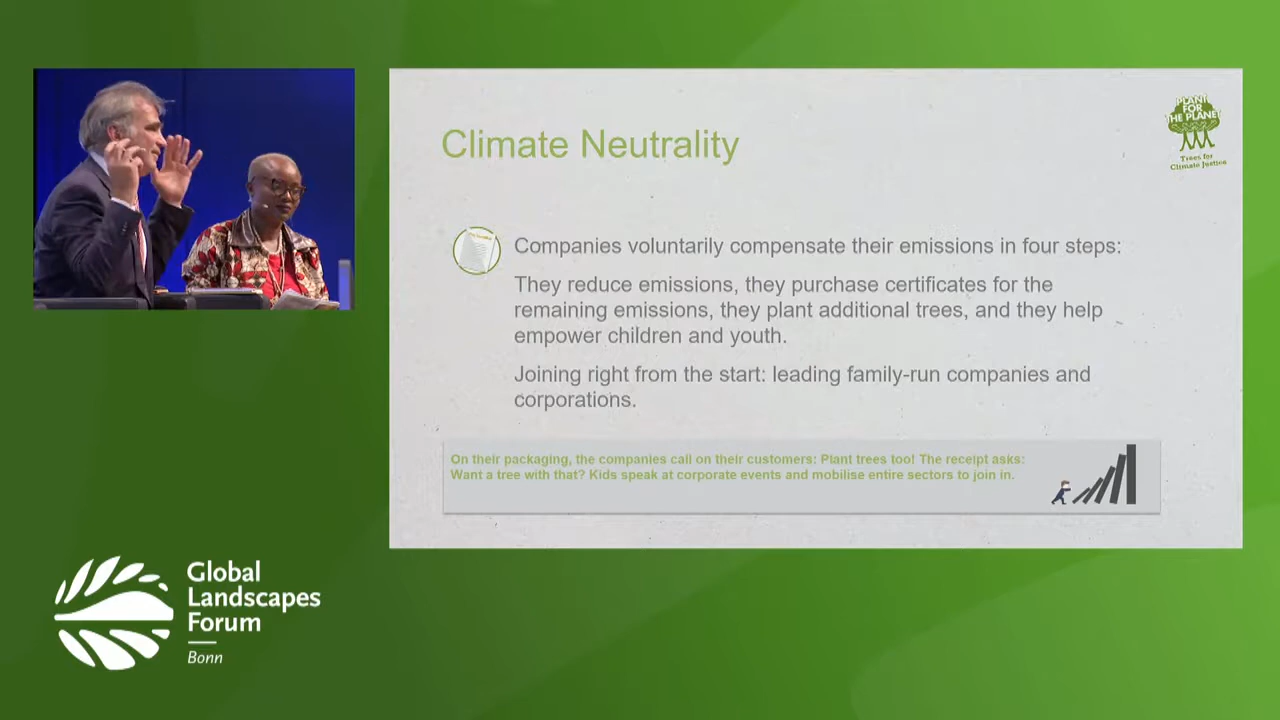 PLANT
FOR
THE PLANET
Trees for
Climate Justice
Climate Neutrality
Companies voluntarily compensate their emissions in four steps:
They reduce emissions, they purchase certificates for the
remaining emissions, they plant additional trees, and they help
empower children and youth.
Joining right from the start: leading family-run companies and
corporations.
On their packaging, the companies call on their customers: Plant trees too! The receipt asks:
Want a tree with that? Kids speak at corporate events and mobilise entire sectors to join in.
Global
Landscapes
Forum
Bonn